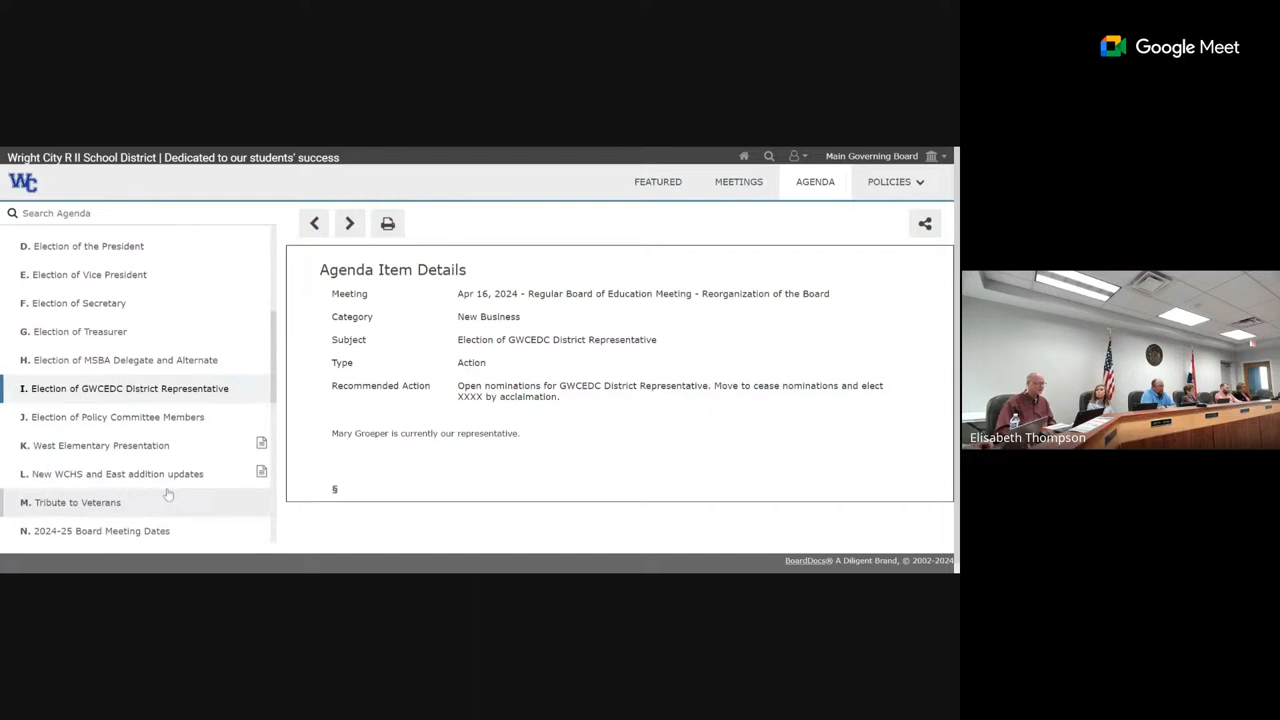 Google Meet
Wright City R II School District | Dedicated to our students' success
Main Governing Board
WC
FEATURED
MEETINGS
AGENDA
POLICIES
Search Agenda
D. Election of the President
E. Election of Vice President
F. Election of Secretary
G. Election of Treasurer
H. Election of MSBA Delegate and Alternate
I. Election of GWCEDC District Representative
J. Election of Policy Committee Members
K. West Elementary Presentation
L. New WCHS and East addition updates
M. Tribute to Veterans
N. 2024-25 Board Meeting Dates
Agenda Item Details
Meeting Apr 16, 2024 - Regular Board of Education Meeting - Reorganization of the Board
Category New Business
Subject Election of GWCEDC District Representative
Type Action
Recommended Action Open nominations for GWCEDC District Representative. Move to cease nominations and elect
XXXX by acclaimation.
Mary Groeper is currently our representative.
§
BoardDocs® A Diligent Brand, © 2002-2024
Elisabeth Thompson